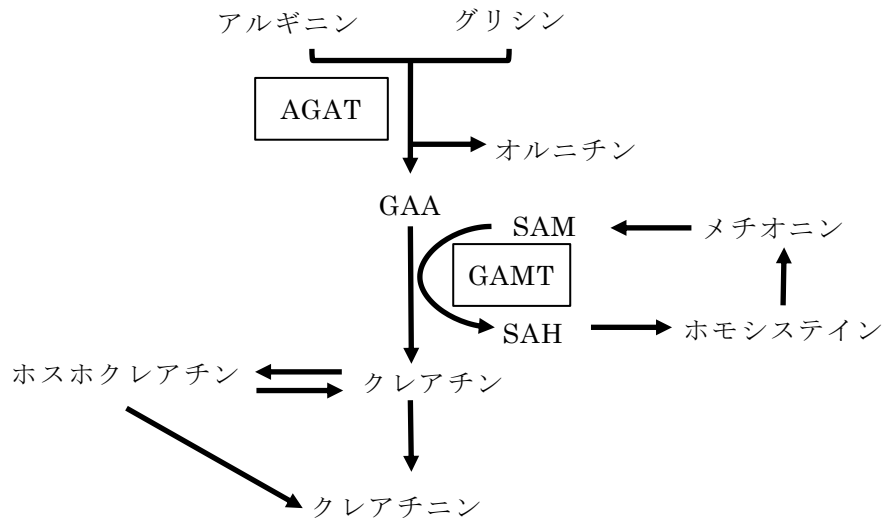 アルギニン
グリシン
AGAT
オルニチン
GAA
SAM
メチオニン
GAMT
SAH
ホモシステイン
ホスホクレアチン
クレアチン
クレアチニン